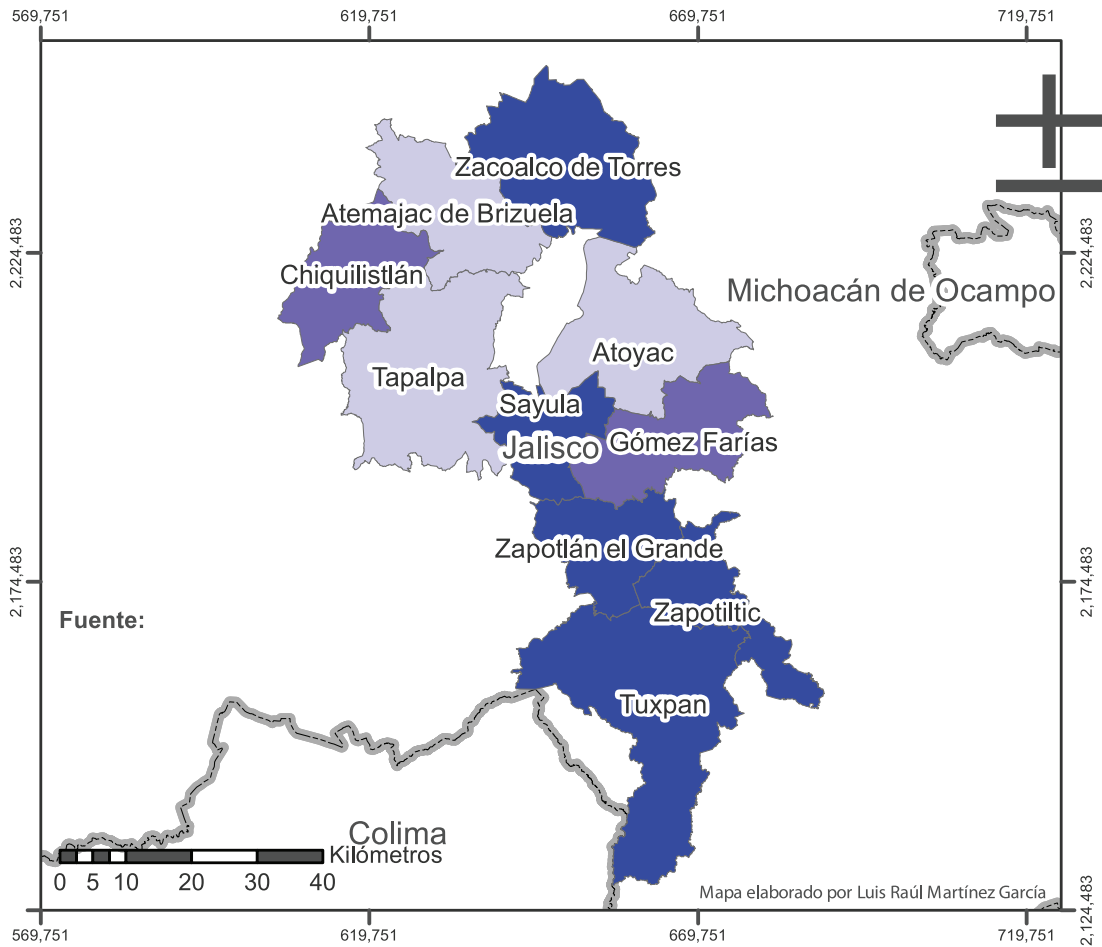 569,751
619,751
669,751
719,751
Zacoalco de Torres
Atemajac de Brizuela
2,224,483
2,224,483
Chiquilistlán
Michoacán de Ocampo
Atoyac
Tapalpa
Sayula
Jalisco
Gómez Farías
Zapotlán el Grande
2,174,483
2,174,483
Fuente:
Zapotiltic
Tuxpan
Colima
Kilómetros
0 5 10 20 30 40
Mapa elaborado por Luis Raúl Martínez García
2,124,483
569,751
619,751
669,751
719,751